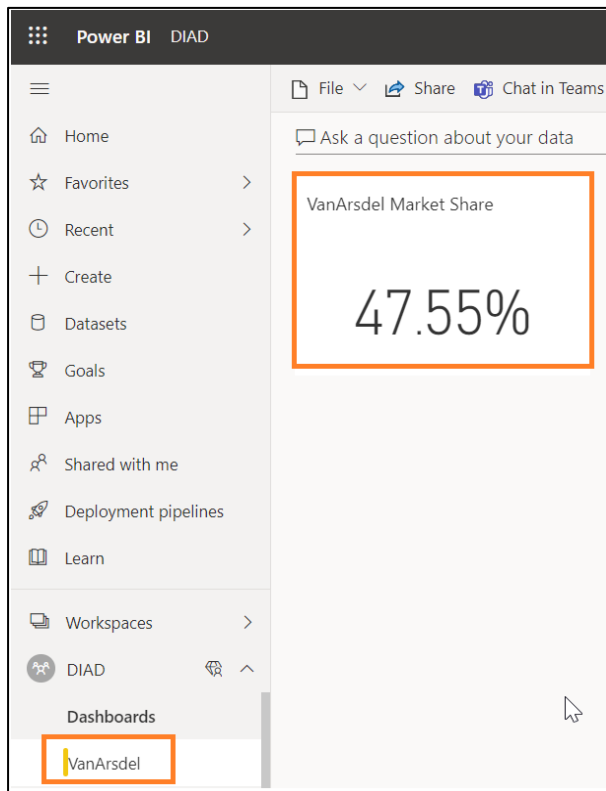 Power BI DIAD
File Share Chat in Teams
Home
Ask a question about your data
Favorites
VanArsdel Market Share
Recent
Create
47.55%
Datasets
Goals
Apps
Shared with me
Deployment pipelines
Learn
Workspaces
DIAD
Dashboards
VanArsdel